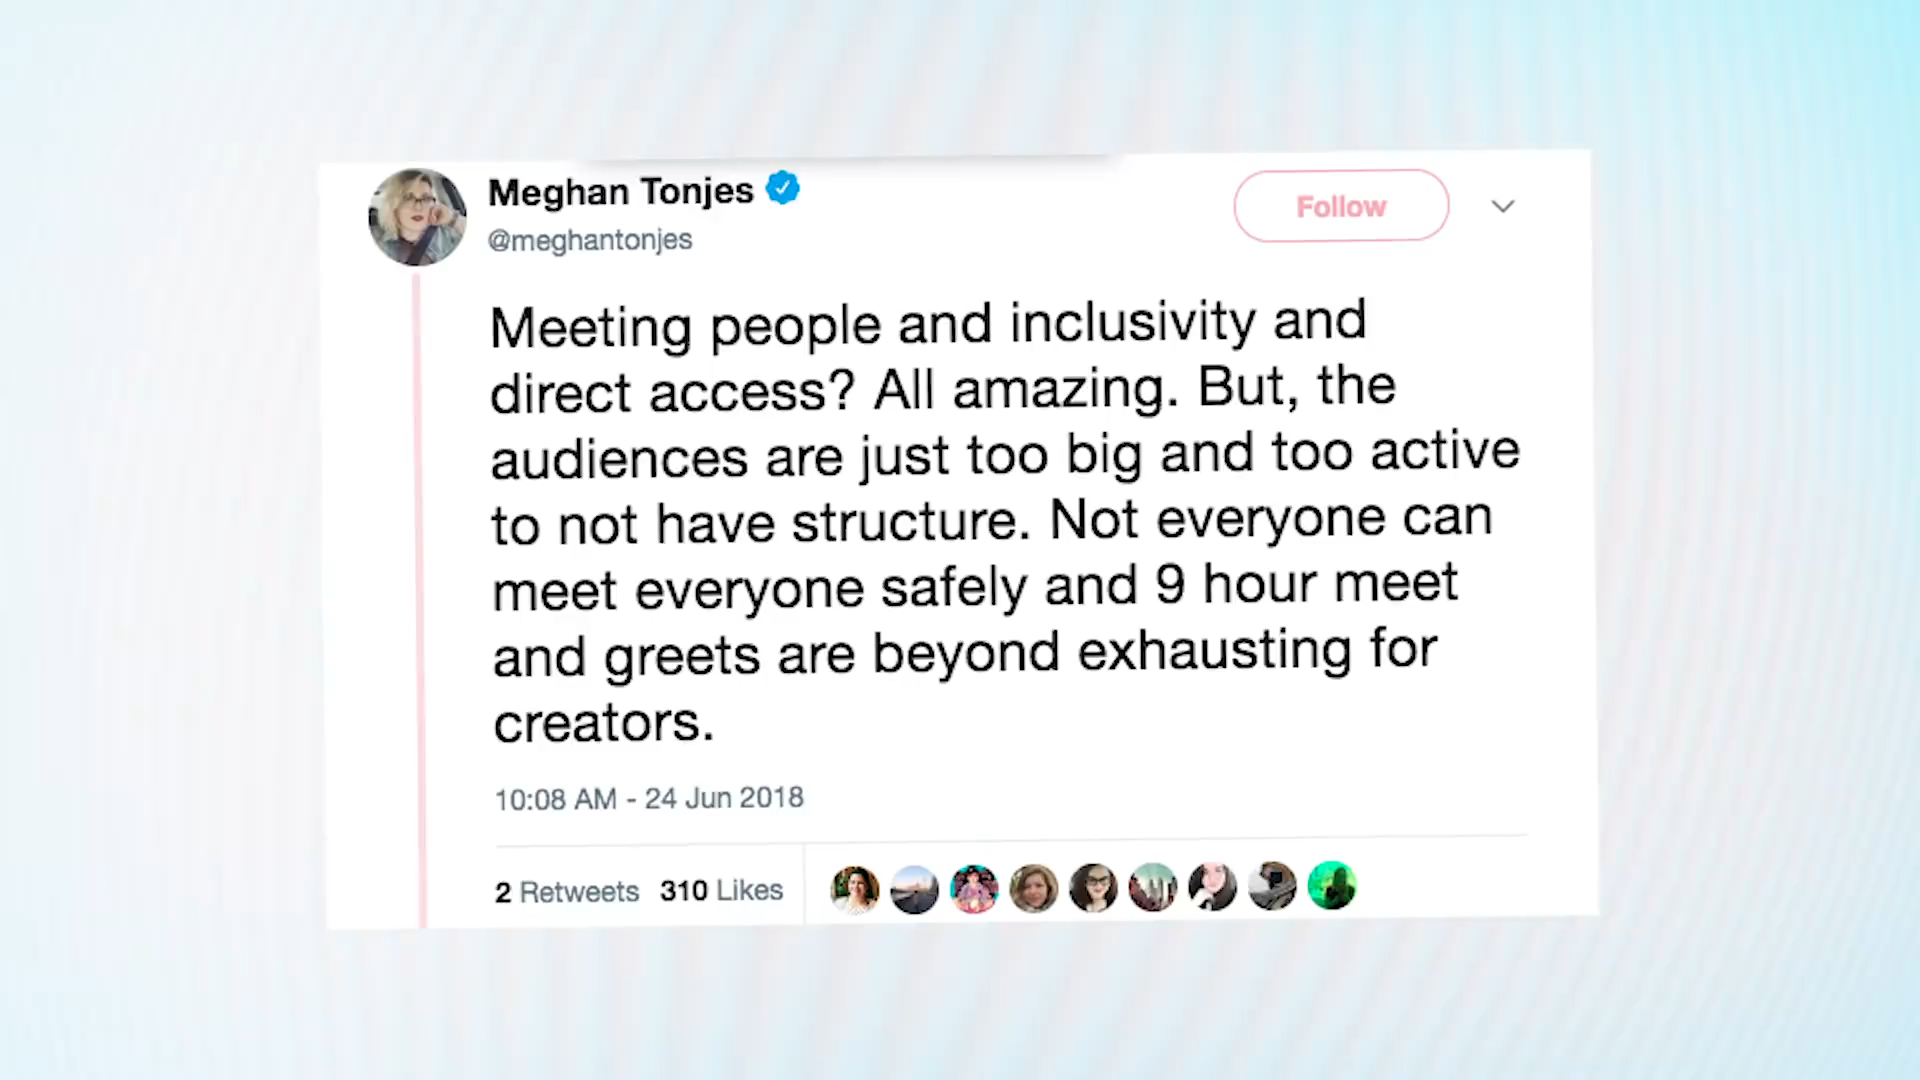 Meghan Tonjes
@meghantonjes
Follow
Meeting people and inclusivity and
direct access? All amazing. But, the
audiences are just too big and too active
to not have structure. Not everyone can
meet everyone safely and 9 hour meet
and greets are beyond exhausting for
creators.
10:08 AM - 24 Jun 2018
2 Retweets 310 Likes